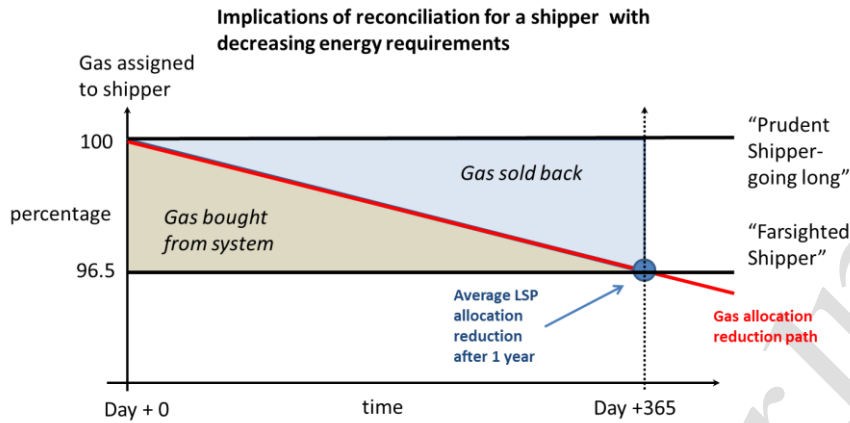 Implications of reconciliation for a shipper with
decreasing energy requirements
Gas assigned
to shipper
100
percentage
96.5
Gas sold back
Gas bought
from system
"Prudent
Shipper-
going long"
"Farsighted
Shipper"
Average LSP
allocation
reduction
after 1 year
Gas allocation
reduction path
Day + 0
time
Day +365